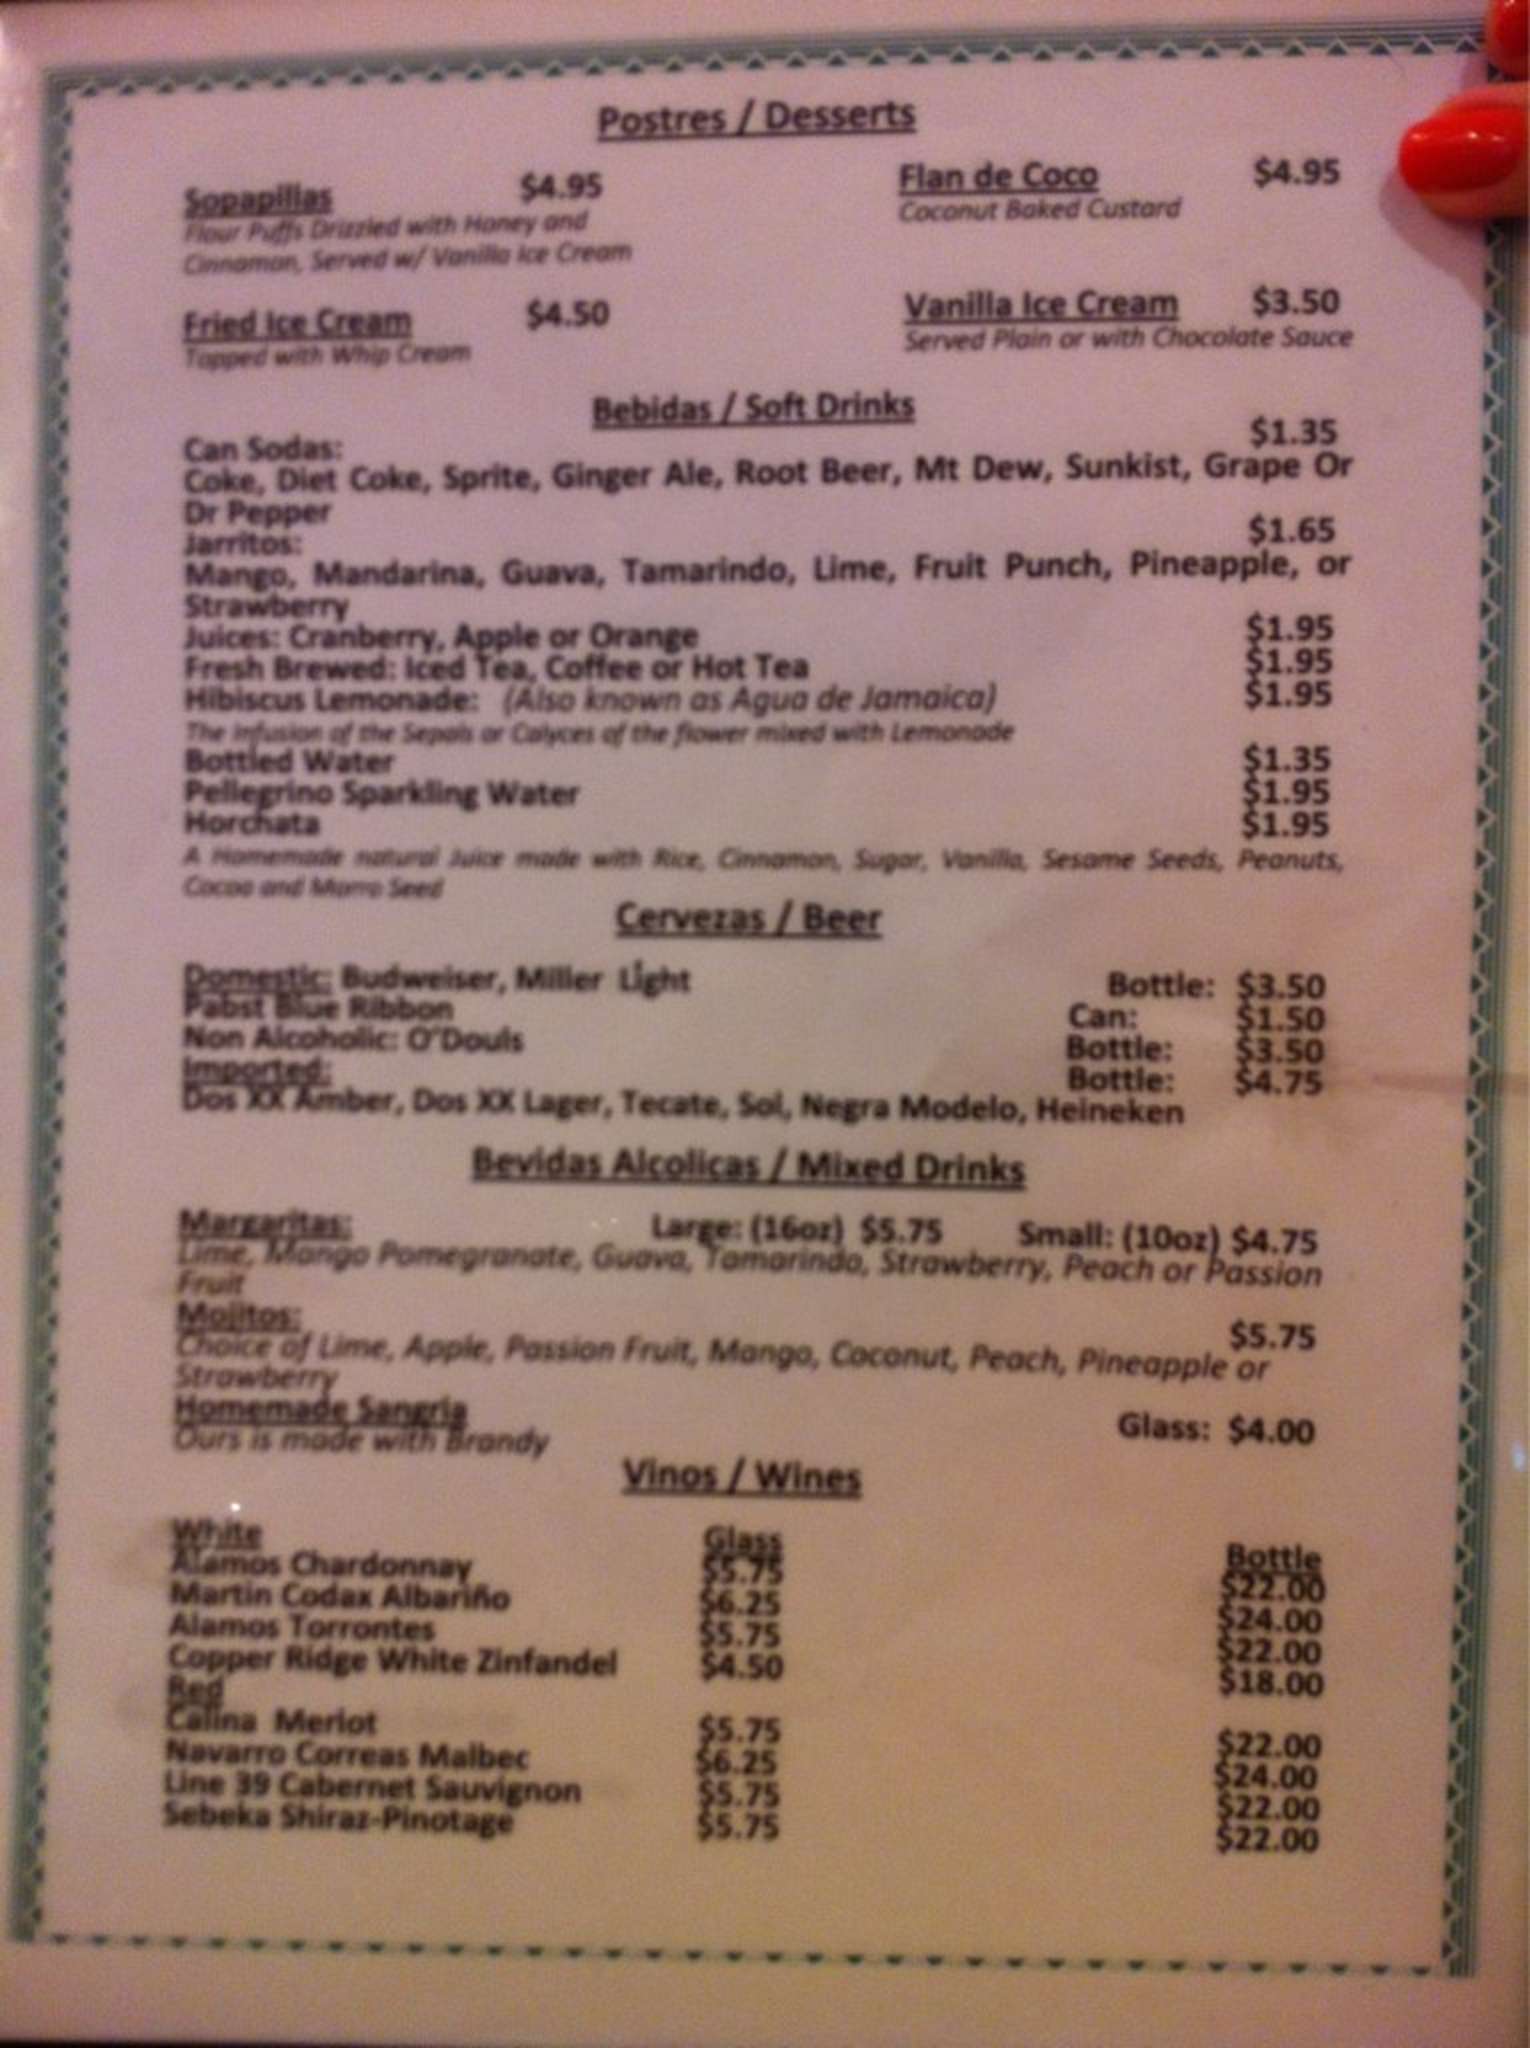 Postres / Desserts
Sopapillas $4.95
Flour Puffs Drizzled with Honey and
Cinnamon, Served w/ Vanilla Ice Cream
Flan de Coco $4.95
Coconut Baked Custard
Fried Ice Cream $4.50
Topped with Whip Cream
Vanilla Ice Cream $3.50
Served Plain or with Chocolate Sauce
Bebidas / Soft Drinks
Can Sodas: $1.35
Coke, Diet Coke, Sprite, Ginger Ale, Root Beer, Mt Dew, Sunkist, Grape Or
Dr Pepper
Jarritos: $1.65
Mango, Mandarina, Guava, Tamarindo, Lime, Fruit Punch, Pineapple, or
Strawberry
Juices: Cranberry, Apple or Orange $1.95
Fresh Brewed: Iced Tea, Coffee or Hot Tea $1.95
Hibiscus Lemonade: (Also known as Agua de Jamaica) $1.95
The Infusion of the Sepals or Calyces of the flower mixed with Lemonade
Bottled Water $1.35
Pellegrino Sparkling Water $1.95
Horchata $1.95
A Homemade natural Juice made with Rice, Cinnamon, Sugar, Vanilla, Sesame Seeds, Peanuts,
Cocoa and Morro Seed
Cervezas / Beer
Domestic: Budweiser, Miller Light Bottle: $3.50
Pabst Blue Ribbon Can: $1.50
Non Alcoholic: O'Douls Bottle: $3.50
Imported: Bottle: $4.75
Dos XX Amber, Dos XX Lager, Tecate, Sol, Negra Modelo, Heineken
Bevidas Alcolicas / Mixed Drinks
Margaritas: Large: (16oz) $5.75 Small: (10oz) $4.75
Lime, Mango Pomegranate, Guava, Tamarindo, Strawberry, Peach or Passion
Fruit
Mojitos: $5.75
Choice of Lime, Apple, Passion Fruit, Mango, Coconut, Peach, Pineapple or
Strawberry
Homemade Sangria Glass: $4.00
Ours is made with Brandy
Vinos / Wines
White Glass Bottle
Alamos Chardonnay $5.75 $22.00
Martin Codax Albariño $6.25 $24.00
Alamos Torrontes $5.75 $22.00
Copper Ridge White Zinfandel $4.50 $18.00
Red
Calina Merlot $5.75 $22.00
Navarro Correas Malbec $6.25 $24.00
Line 39 Cabernet Sauvignon $5.75 $22.00
Sebeka Shiraz-Pinotage $5.75 $22.00